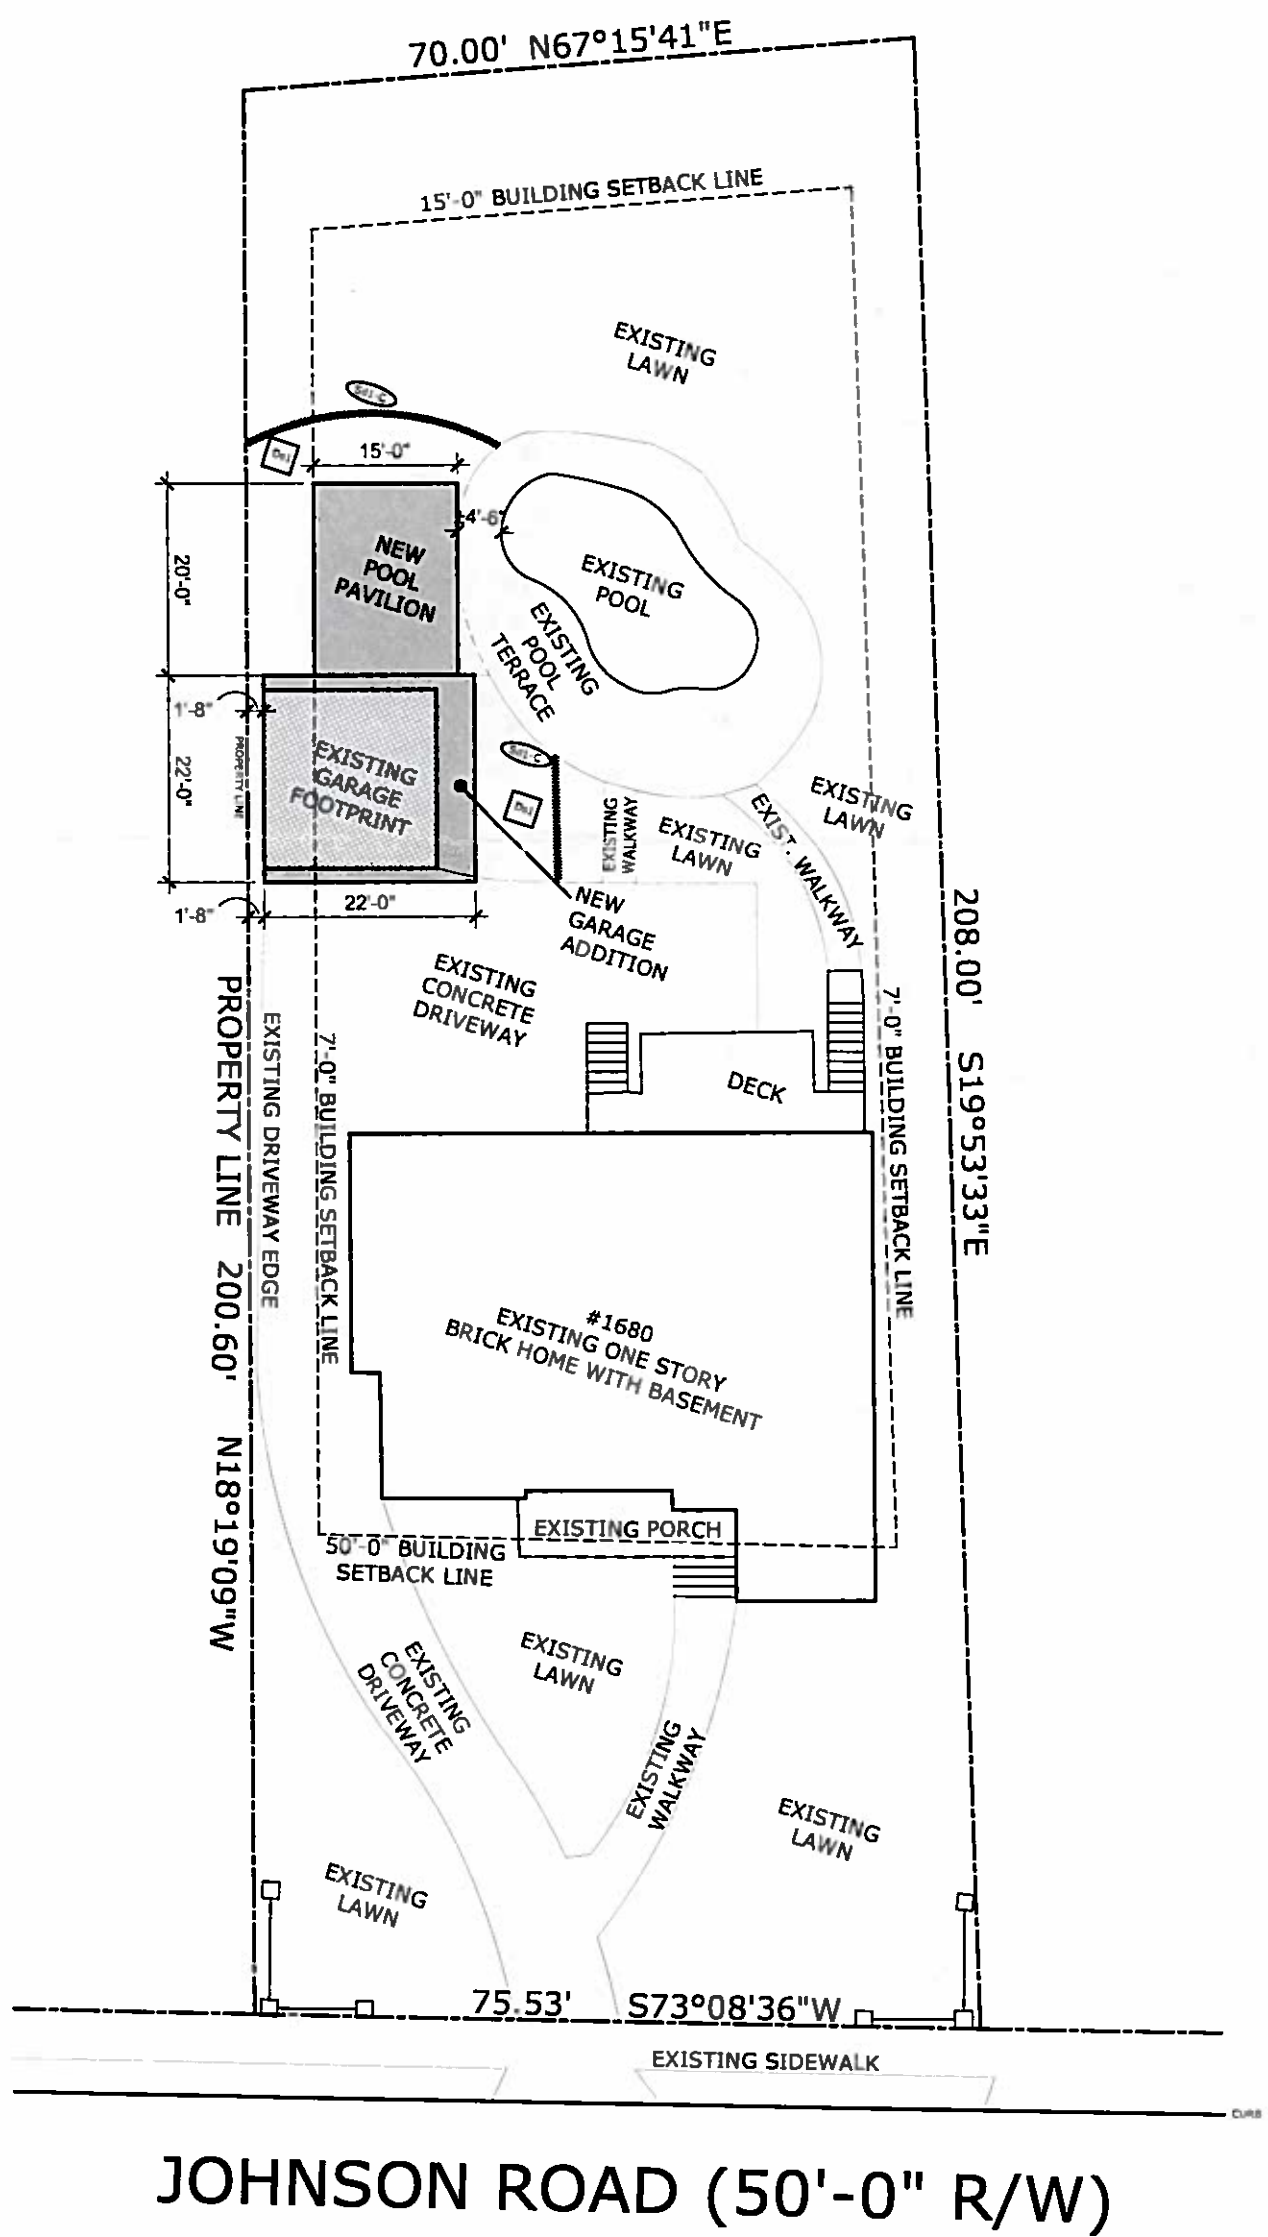 70.00' N67°15'41"E
15'-0" BUILDING SETBACK LINE
EXISTING
LAWN
Sd1-C
Ds1
15'-0"
4'-6"
20'-0"
NEW
POOL
PAVILION
EXISTING
POOL
EXISTING
POOL
TERRACE
1'-8"
PROPERTY LINE
22'-0"
EXISTING
GARAGE
FOOTPRINT
Sd1-C
Ds1
EXISTING
WALKWAY
EXISTING
LAWN
EXIST. WALKWAY
EXISTING
LAWN
1'-8"
22'-0"
NEW
GARAGE
ADDITION
EXISTING
CONCRETE
DRIVEWAY
208.00' S19°53'33"E
PROPERTY LINE 200.60' N18°19'09"W
EXISTING DRIVEWAY EDGE
7'-0" BUILDING SETBACK LINE
DECK
7'-0" BUILDING SETBACK LINE
#1680
EXISTING ONE STORY
BRICK HOME WITH BASEMENT
EXISTING PORCH
50'-0" BUILDING
SETBACK LINE
EXISTING
CONCRETE
DRIVEWAY
EXISTING
LAWN
EXISTING
WALKWAY
EXISTING
LAWN
EXISTING
LAWN
75.53' S73°08'36"W
EXISTING SIDEWALK
CURB
JOHNSON ROAD (50'-0" R/W)